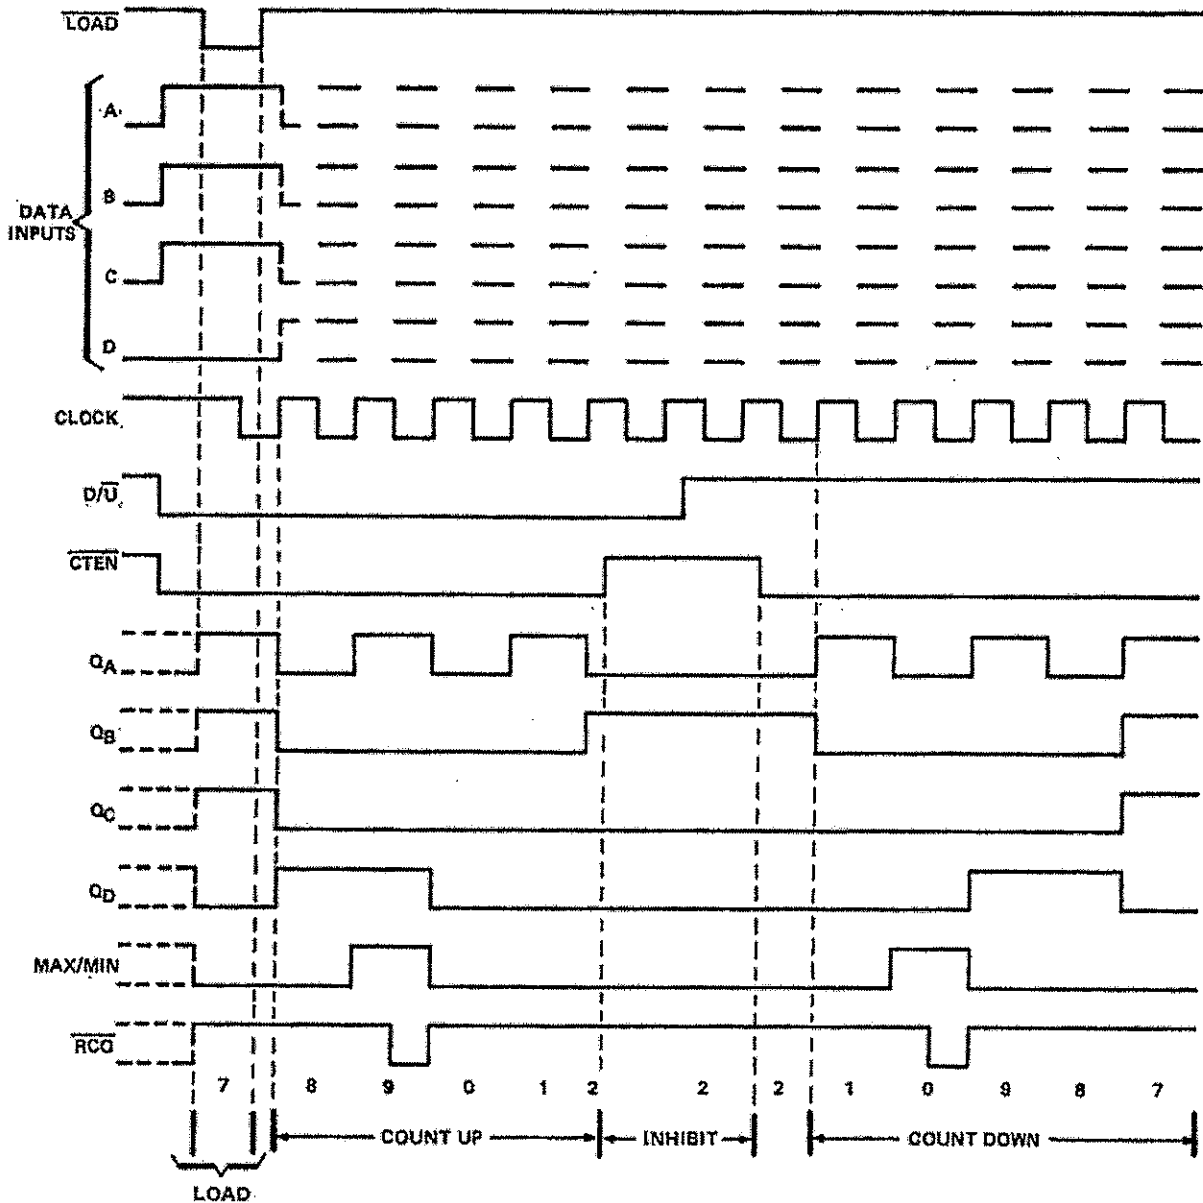 LOAD
A
B
DATA
INPUTS
C
D
CLOCK
D/U
CTEN
QA
QB
QC
QD
MAX/MIN
RCO
7 8 9 0 1 2 2 2 1 0 9 8 7
COUNT UP INHIBIT COUNT DOWN
LOAD